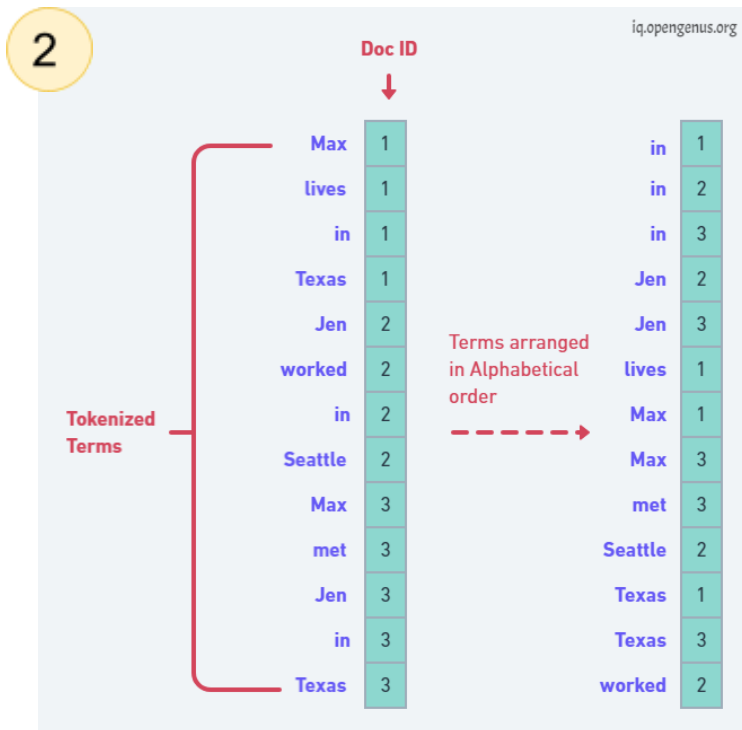 2
iq.opengenus.org
Doc ID
Max 1
lives 1
in 1
Texas 1
Jen 2
worked 2
in 2
Seattle 2
Max 3
met 3
Jen 3
in 3
Texas 3
Tokenized
Terms
Terms arranged
in Alphabetical
order
in 1
in 2
in 3
Jen 2
Jen 3
lives 1
Max 1
Max 3
met 3
Seattle 2
Texas 1
Texas 3
worked 2